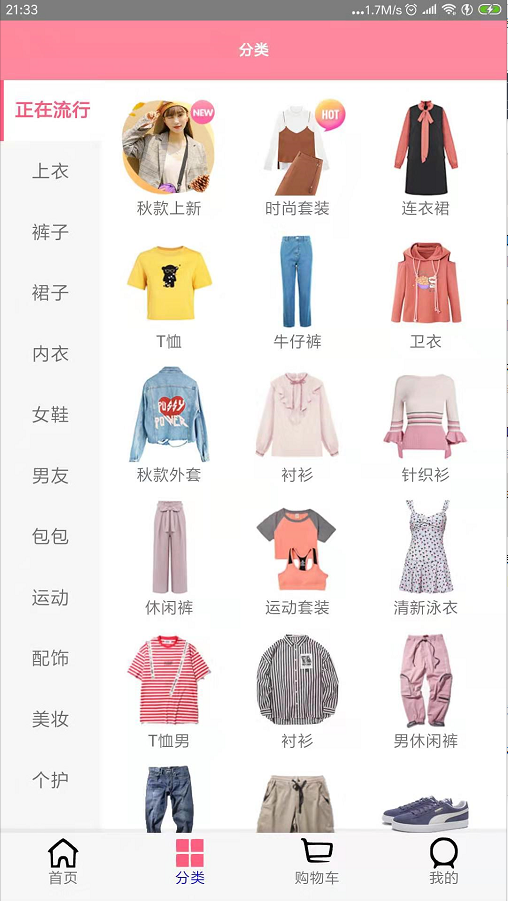 21:33
...1.7M/s
分类
正在流行
上衣
裤子
裙子
内衣
女鞋
男友
包包
运动
配饰
美妆
个护
NEW
HOT
秋款上新
时尚套装
连衣裙
T恤
牛仔裤
卫衣
PUSSY
POWER
秋款外套
衬衫
针织衫
休闲裤
运动套装
清新泳衣
T恤男
衬衫
男休闲裤
首页
分类
购物车
我的